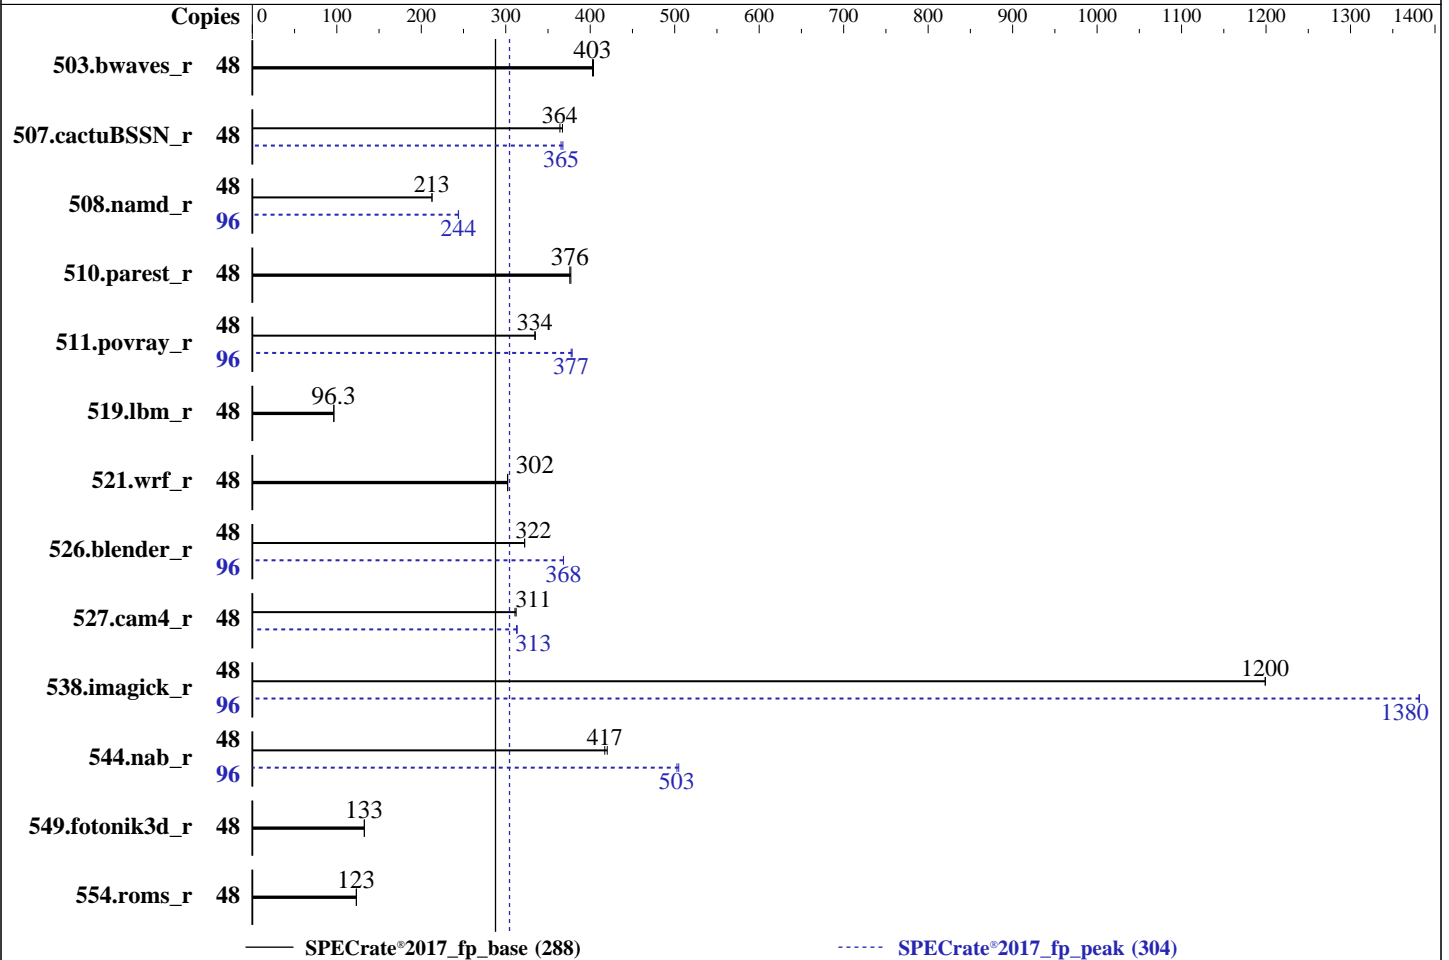 Copies 0 100 200 300 400 500 600 700 800 900 1000 1100 1200 1300 1400
503.bwaves_r 48 403
507.cactuBSSN_r 48 364
365
508.namd_r 48 213
96 244
510.parest_r 48 376
511.povray_r 48 334
96 377
519.lbm_r 48 96.3
521.wrf_r 48 302
526.blender_r 48 322
96 368
527.cam4_r 48 311
313
538.imagick_r 48 1200
96 1380
544.nab_r 48 417
96 503
549.fotonik3d_r 48 133
554.roms_r 48 123
SPECrate®2017_fp_base (288) SPECrate®2017_fp_peak (304)